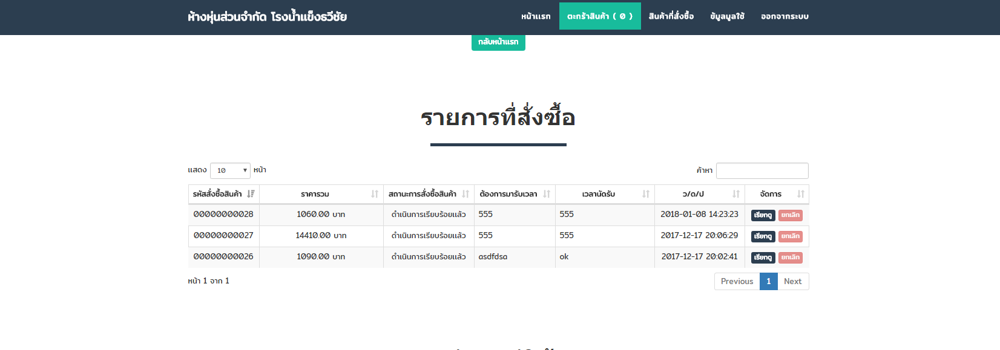 ห้างหุ้นส่วนจำกัด โรงน้ำแข็งธวีชัย หน้าแรก ตะกร้าสินค้า ( 0 ) สินค้าที่สั่งซื้อ ข้มูลมูลใช้ ออกจากระบบ
กลับหน้าแรก
รายการที่สั่งซื้อ
แสดง 10 หน้า ค้าหา
รหัสสั่งซื้อสินค้า ราคารวม สถานะการสั่งซื้อสินค้า ต้องการมารับเวลา เวลานัดรับ ว/ด/ป จัดการ
00000000028 1060.00 บาท ดำเนินการเรียบร้อยแล้ว 555 555 2018-01-08 14:23:23 เรียกดู ยกเลิก
00000000027 14410.00 บาท ดำเนินการเรียบร้อยแล้ว 555 555 2017-12-17 20:06:29 เรียกดู ยกเลิก
00000000026 1090.00 บาท ดำเนินการเรียบร้อยแล้ว asdfdsa ok 2017-12-17 20:02:41 เรียกดู ยกเลิก
หน้า 1 จาก 1 Previous 1 Next